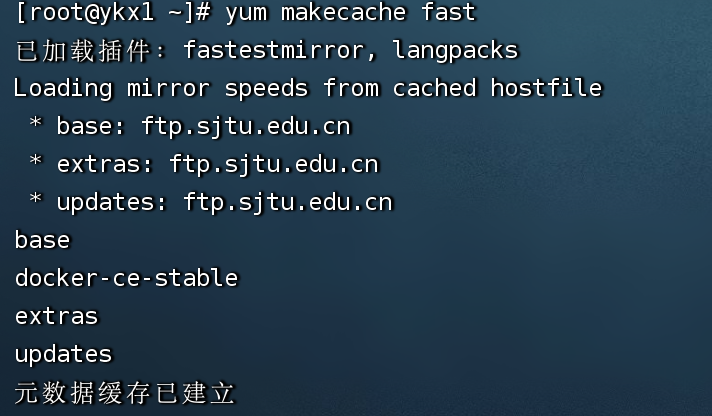 [root@ykx1 ~]# yum makecache fast
已加载插件：fastestmirror, langpacks
Loading mirror speeds from cached hostfile
 * base: ftp.sjtu.edu.cn
 * extras: ftp.sjtu.edu.cn
 * updates: ftp.sjtu.edu.cn
base
docker-ce-stable
extras
updates
元数据缓存已建立